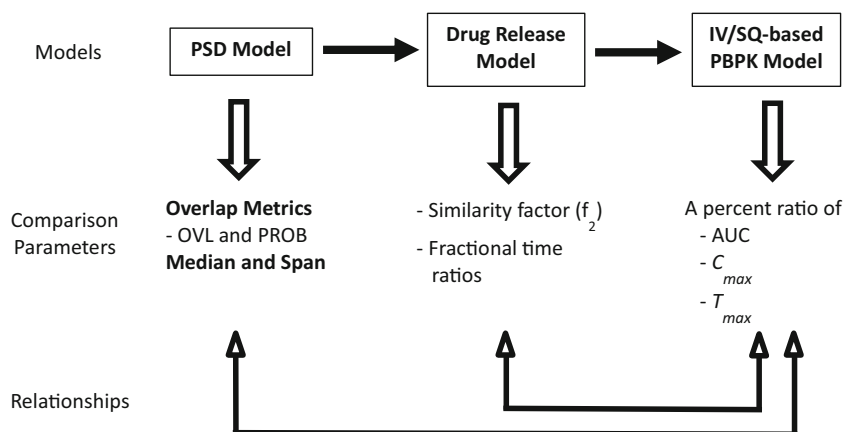 Models
PSD Model
Drug Release
Model
IV/SQ-based
PBPK Model
Comparison
Parameters
Overlap Metrics
- OVL and PROB
Median and Span
- Similarity factor (f2)
- Fractional time
ratios
A percent ratio of
- AUC
- Cmax
- Tmax
Relationships